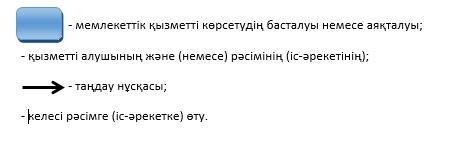 - мемлекеттік қызметті көрсетудің басталуы немесе аяқталуы;
- қызметті алушының және (немесе) рәсімінің (іс-әрекетінің);
- таңдау нұсқасы;
- келесі рәсімге (іс-әрекетке) өту.